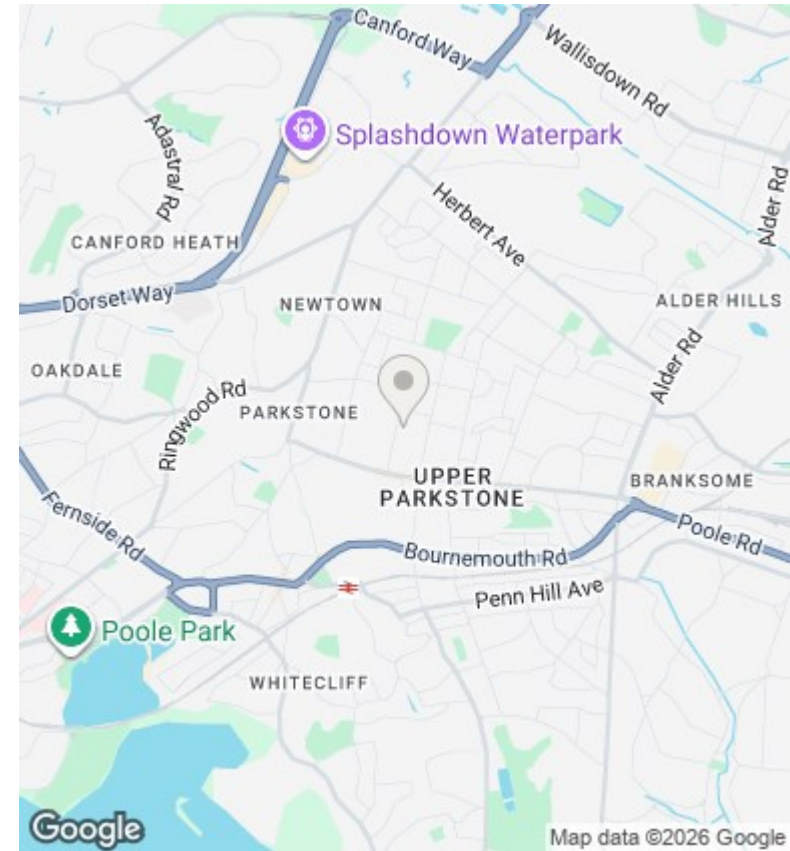 Canford Way
Wallisdown Rd
Adastral Rd
Splashdown Waterpark
Herbert Ave
Alder Rd
CANFORD HEATH
Dorset Way
NEWTOWN
ALDER HILLS
OAKDALE
Ringwood Rd
PARKSTONE
Alder Rd
UPPER
PARKSTONE
BRANKSOME
Fernside Rd
Bournemouth Rd
Poole Rd
Penn Hill Ave
Poole Park
WHITECLIFF
Google
Map data ©2026 Google